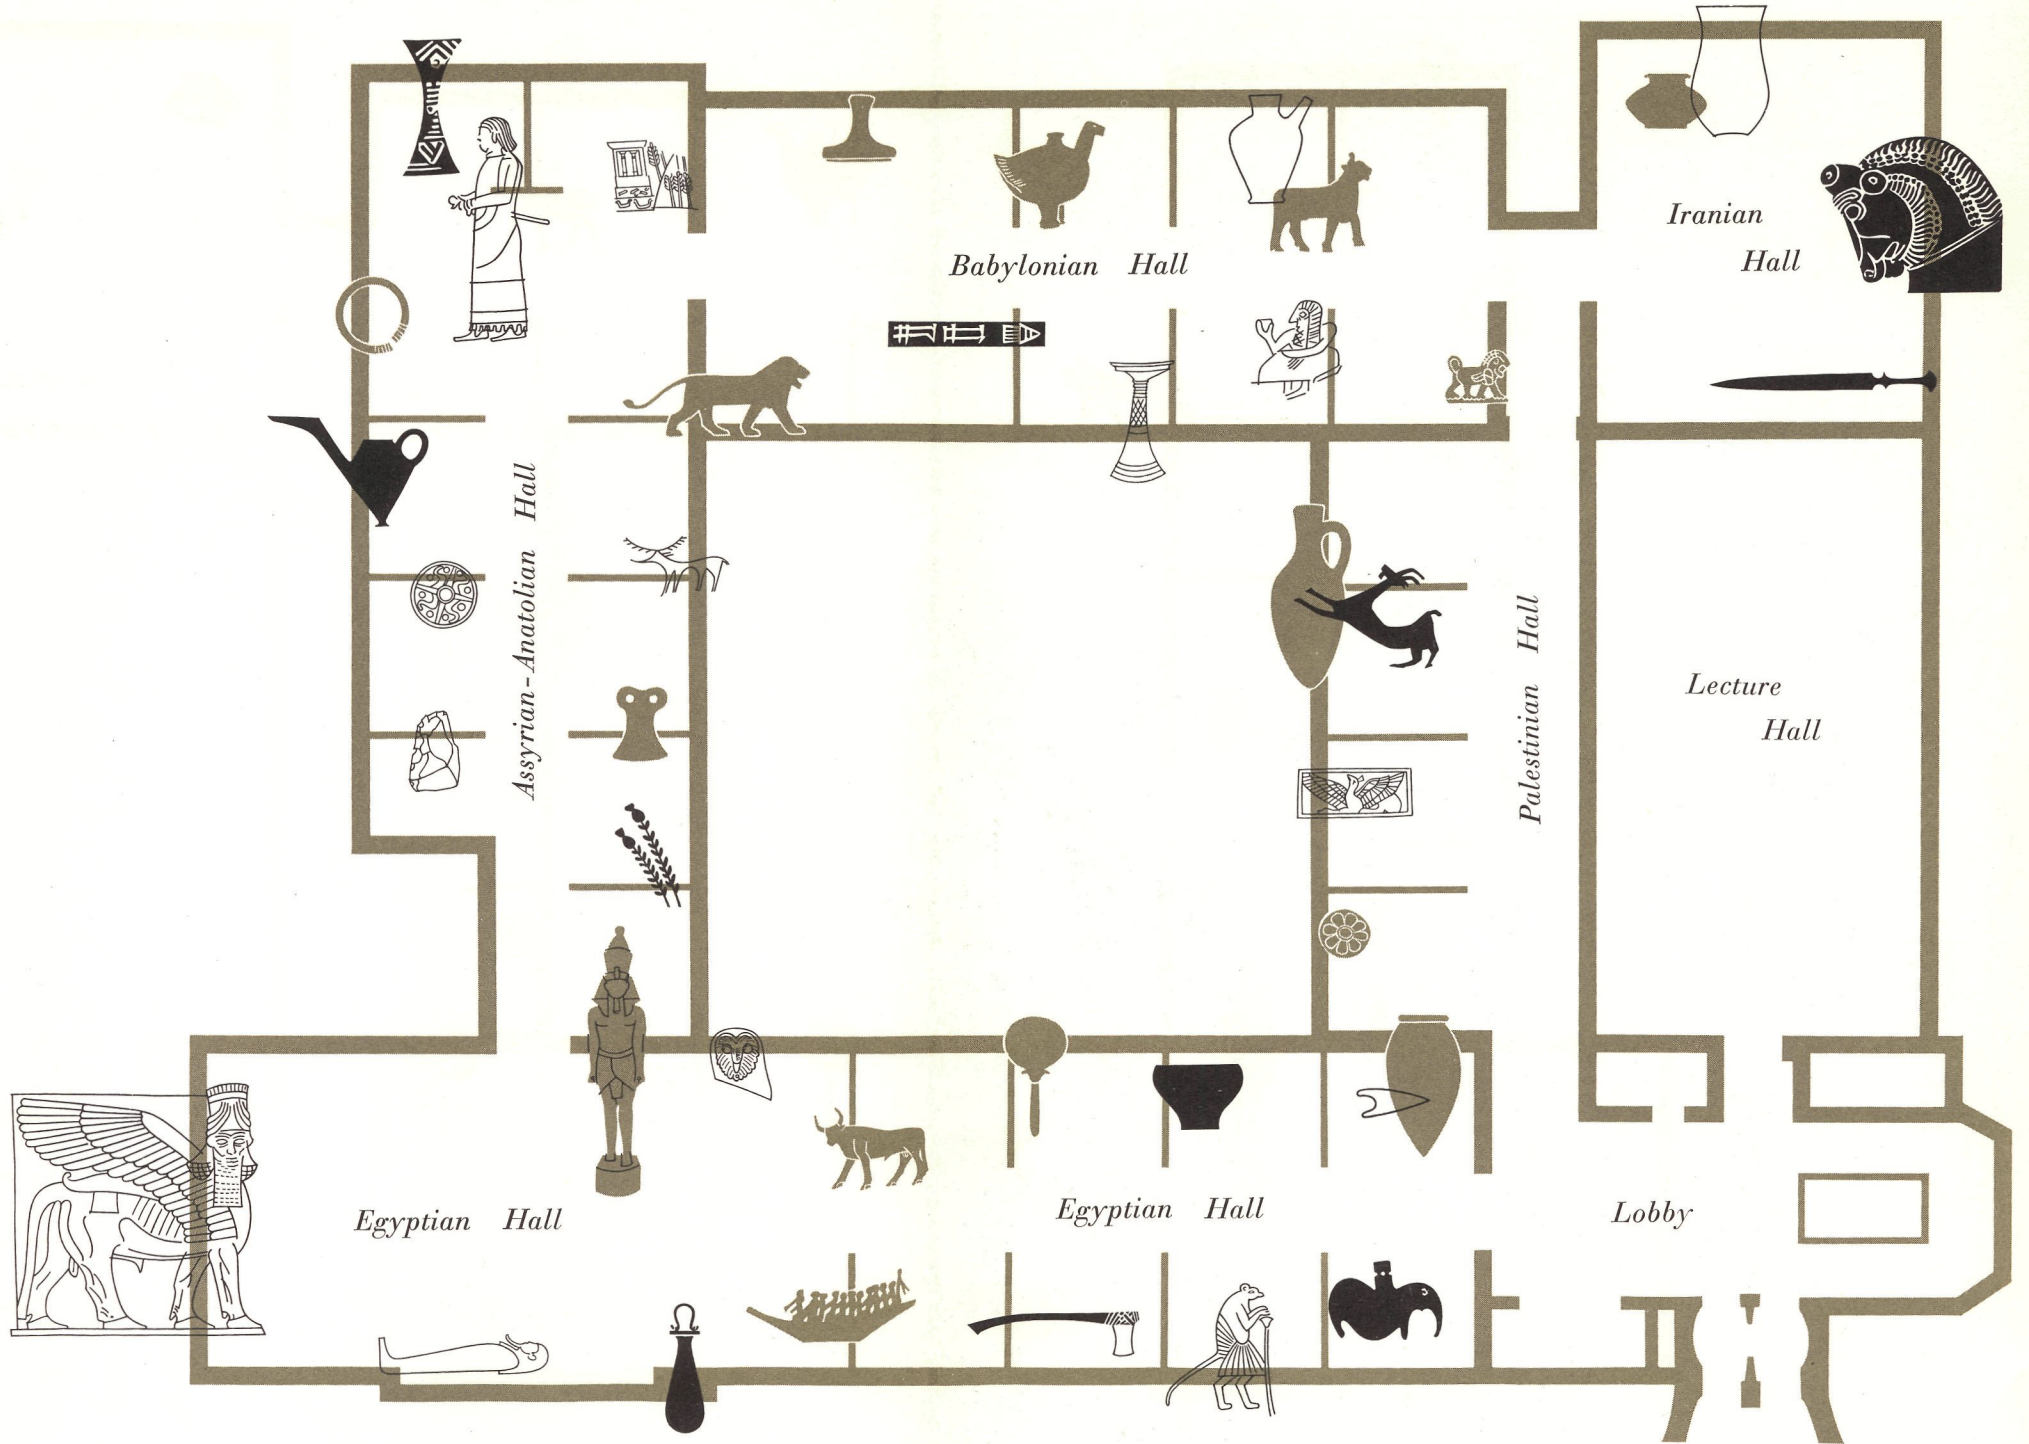 Iranian
Hall
Babylonian Hall
Assyrian-Anatolian Hall
Palestinian Hall
Lecture
Hall
Egyptian Hall
Egyptian Hall
Lobby